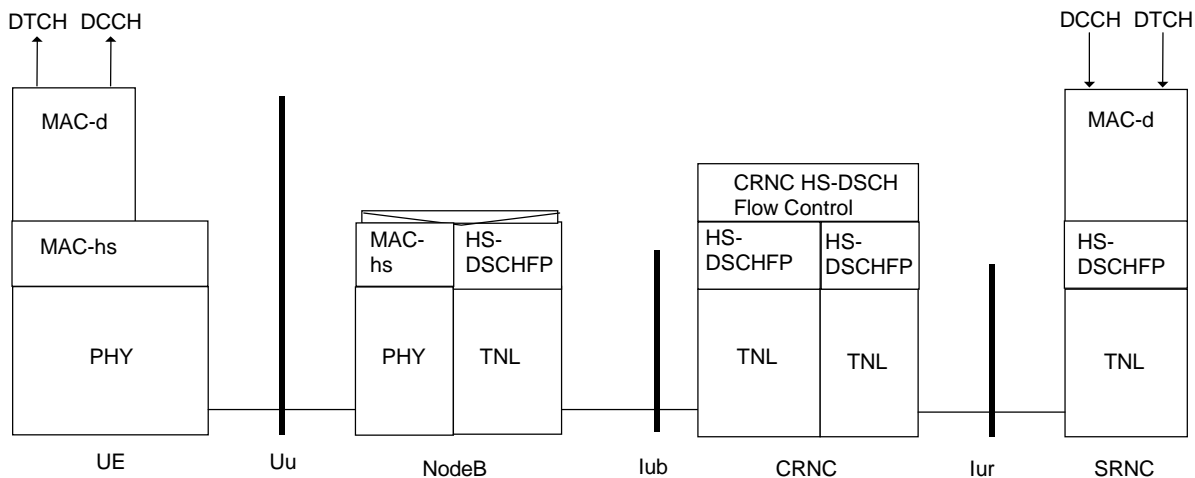 DTCH DCCH
DCCH DTCH
MAC-d
MAC-d
CRNC HS-DSCH
Flow Control
MAC-hs
MAC-
hs
HS-
DSCHFP
HS-
DSCHFP
HS-
DSCHFP
HS-
DSCHFP
PHY
PHY
TNL
TNL
TNL
TNL
UE
Uu
NodeB
Iub
CRNC
Iur
SRNC